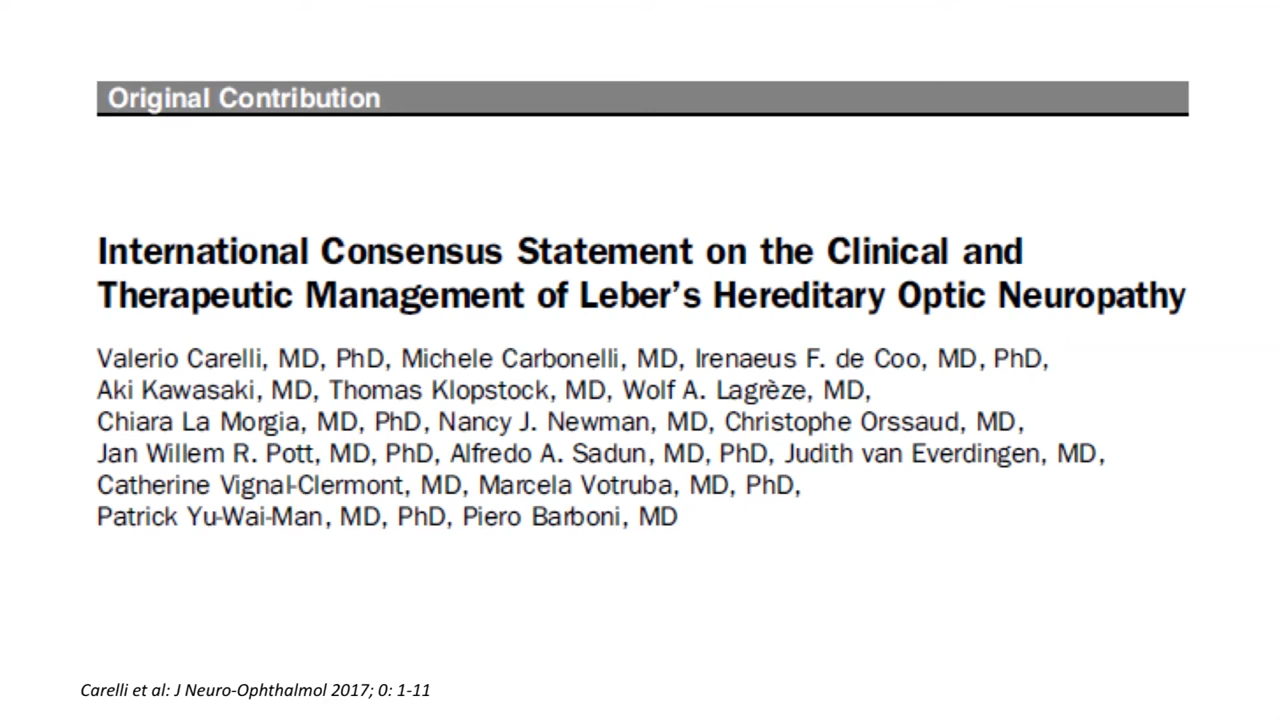 Original Contribution
International Consensus Statement on the Clinical and
Therapeutic Management of Leber's Hereditary Optic Neuropathy
Valerio Carelli, MD, PhD, Michele Carbonelli, MD, Irenaeus F. de Coo, MD, PhD,
Aki Kawasaki, MD, Thomas Klopstock, MD, Wolf A. Lagrèze, MD,
Chiara La Morgia, MD, PhD, Nancy J. Newman, MD, Christophe Orssaud, MD,
Jan Willem R. Pott, MD, PhD, Alfredo A. Sadun, MD, PhD, Judith van Everdingen, MD,
Catherine Vignal-Clermont, MD, Marcela Votruba, MD, PhD,
Patrick Yu-Wai-Man, MD, PhD, Piero Barboni, MD
Carelli et al: J Neuro-Ophthalmol 2017; 0: 1-11